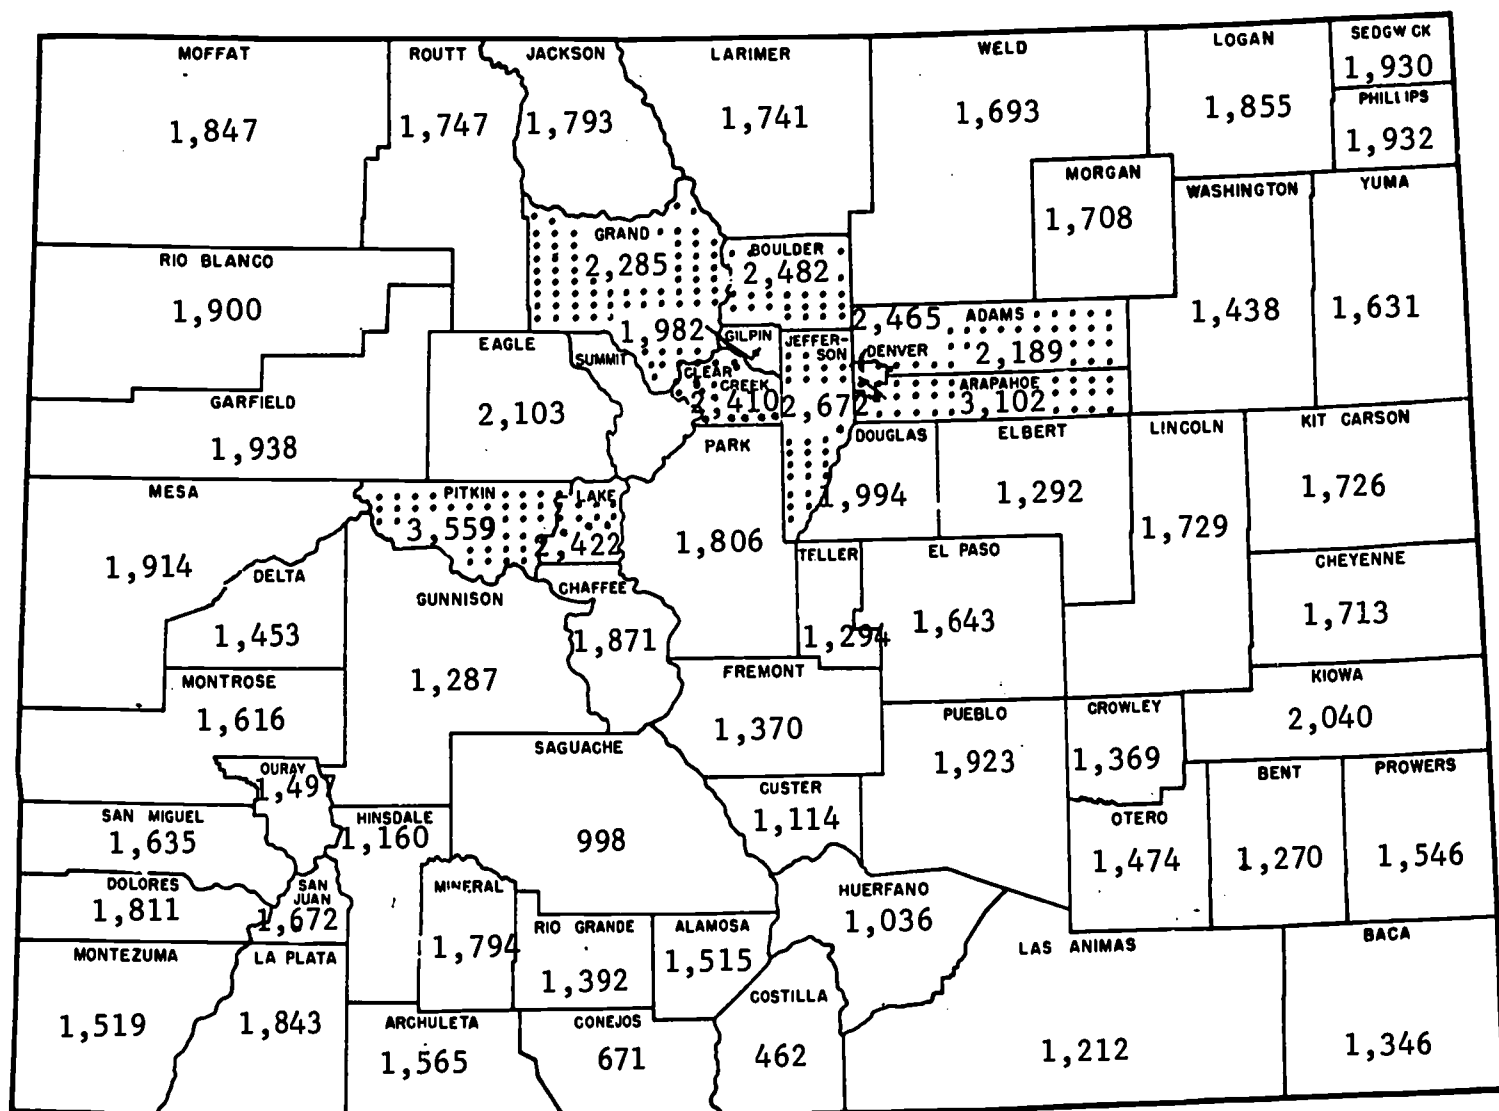 MOFFAT
1,847
ROUTT
1,747
JACKSON
1,793
LARIMER
1,741
WELD
1,693
LOGAN
1,855
SEDGW CK
1,930
PHILLIPS
1,932
MORGAN
1,708
WASHINGTON
1,438
YUMA
1,631
RIO BLANCO
1,900
GRAND
2,285
BOULDER
2,482
1,982
GILPIN
JEFFER-
SON
2,672
2,465
ADAMS
2,189
DENVER
ARAPAHOE
3,102
EAGLE
2,103
SUMMIT
CLEAR
CREEK
2,410
GARFIELD
1,938
PARK
1,806
DOUGLAS
1,994
ELBERT
1,292
LINCOLN
1,729
KIT CARSON
1,726
MESA
1,914
PITKIN
3,559
LAKE
2,422
DELTA
1,453
GUNNISON
1,287
CHAFFEE
1,871
TELLER
1,294
EL PASO
1,643
CHEYENNE
1,713
MONTROSE
1,616
FREMONT
1,370
PUEBLO
1,923
CROWLEY
1,369
KIOWA
2,040
OURAY
SAGUACHE
998
CUSTER
1,114
OTERO
1,474
BENT
1,270
PROWERS
1,546
SAN MIGUEL
1,635
HINSDALE
1,160
DOLORES
1,811
SAN
JUAN
1,672
MINERAL
1,794
RIO GRANDE
1,392
ALAMOSA
1,515
HUERFANO
1,036
LAS ANIMAS
1,212
BACA
1,346
MONTEZUMA
1,519
LA PLATA
1,843
ARCHULETA
1,565
CONEJOS
671
COSTILLA
462